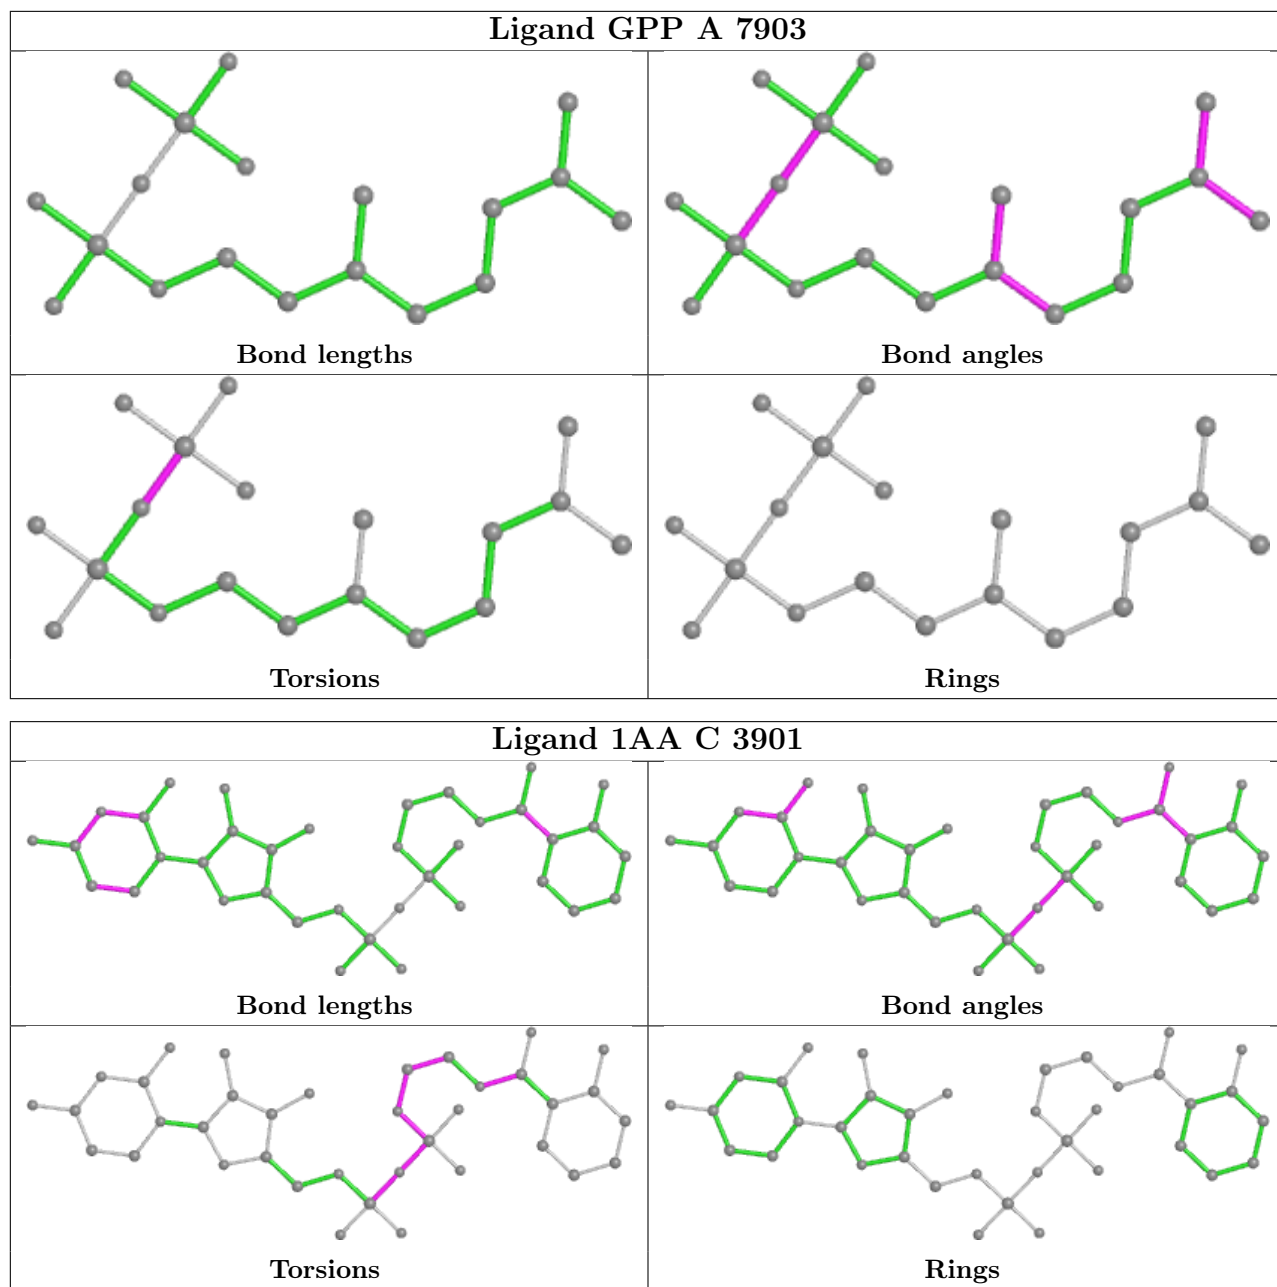 Ligand GPP A 7903
Bond lengths
Bond angles
Torsions
Rings
Ligand 1AA C 3901
Bond lengths
Bond angles
Torsions
Rings